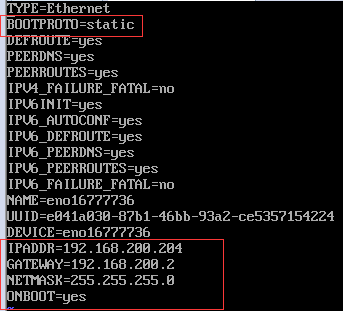 TYPE=Ethernet
BOOTPROTO=static
DEFROUTE=yes
PEERDNS=yes
PEERROUTES=yes
IPV4_FAILURE_FATAL=no
IPV6INIT=yes
IPV6_AUTOCONF=yes
IPV6_DEFROUTE=yes
IPV6_PEERDNS=yes
IPV6_PEERROUTES=yes
IPV6_FAILURE_FATAL=no
NAME=eno16777736
UUID=e041a030-87b1-46bb-93a2-ce5357154224
DEVICE=eno16777736
IPADDR=192.168.200.204
GATEWAY=192.168.200.2
NETMASK=255.255.255.0
ONBOOT=yes
~